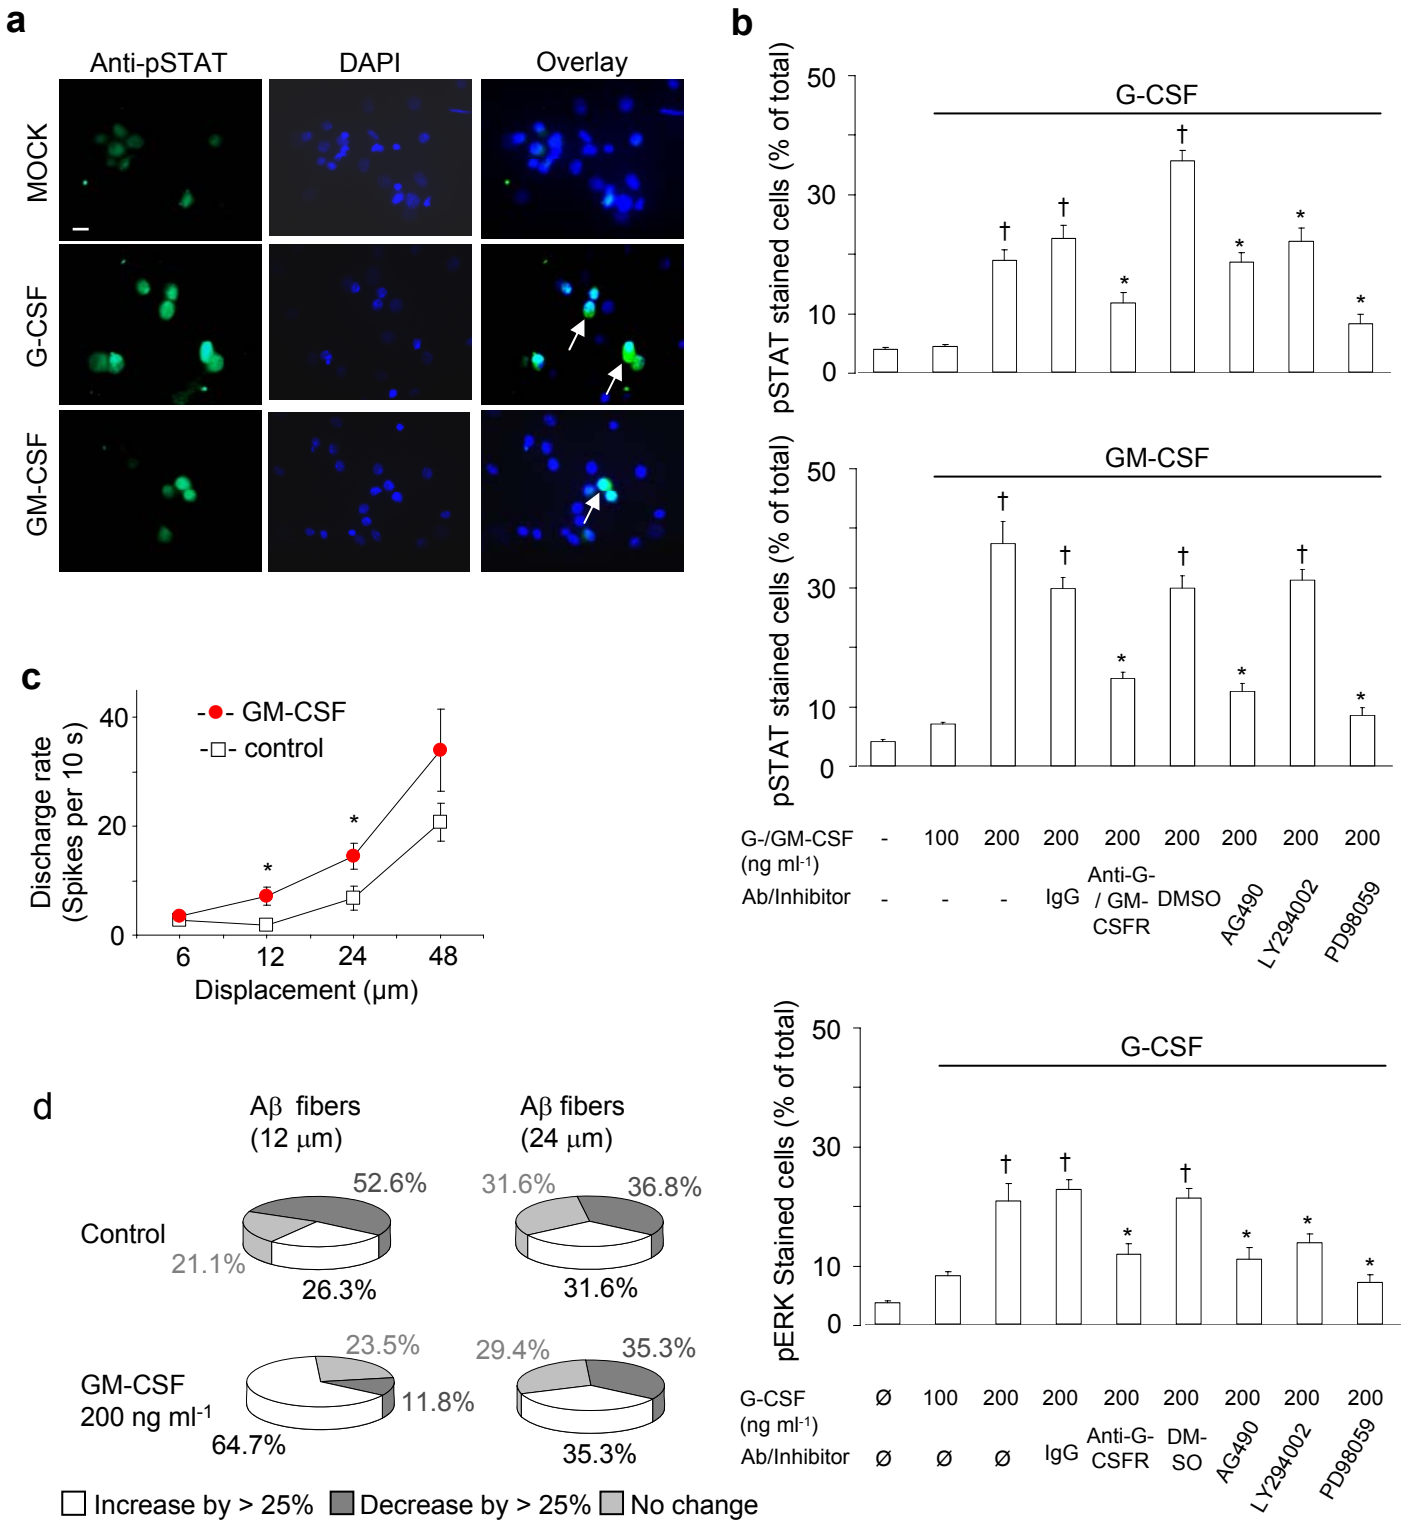 a
Anti-pSTAT
DAPI
Overlay
MOCK
G-CSF
GM-CSF
b
pSTAT stained cells (% of total)
50
30
10
0
G-CSF
†
†
*
†
*
*
*
pSTAT stained cells (% of total)
50
30
10
0
GM-CSF
†
†
*
†
*
†
*
G-/GM-CSF - 100 200 200 200 200 200 200 200
(ng ml-1)
Ab/Inhibitor - - - IgG Anti-G-/ GM-CSFR DMSO AG490 LY294002 PD98059
c
Discharge rate
(Spikes per 10 s)
40
20
0
GM-CSF
control
*
*
6 12 24 48
Displacement (µm)
pERK Stained cells (% of total)
50
30
10
0
G-CSF
†
†
*
†
*
*
*
G-CSF Ø 100 200 200 200 200 200 200 200
(ng ml-1)
Ab/Inhibitor Ø Ø Ø IgG Anti-G-CSFR DM-SO AG490 LY294002 PD98059
d
Aβ fibers
(12 µm)
Aβ fibers
(24 µm)
Control
52.6%
21.1%
26.3%
31.6%
36.8%
31.6%
GM-CSF
200 ng ml-1
23.5%
11.8%
64.7%
29.4%
35.3%
35.3%
Increase by > 25% Decrease by > 25% No change